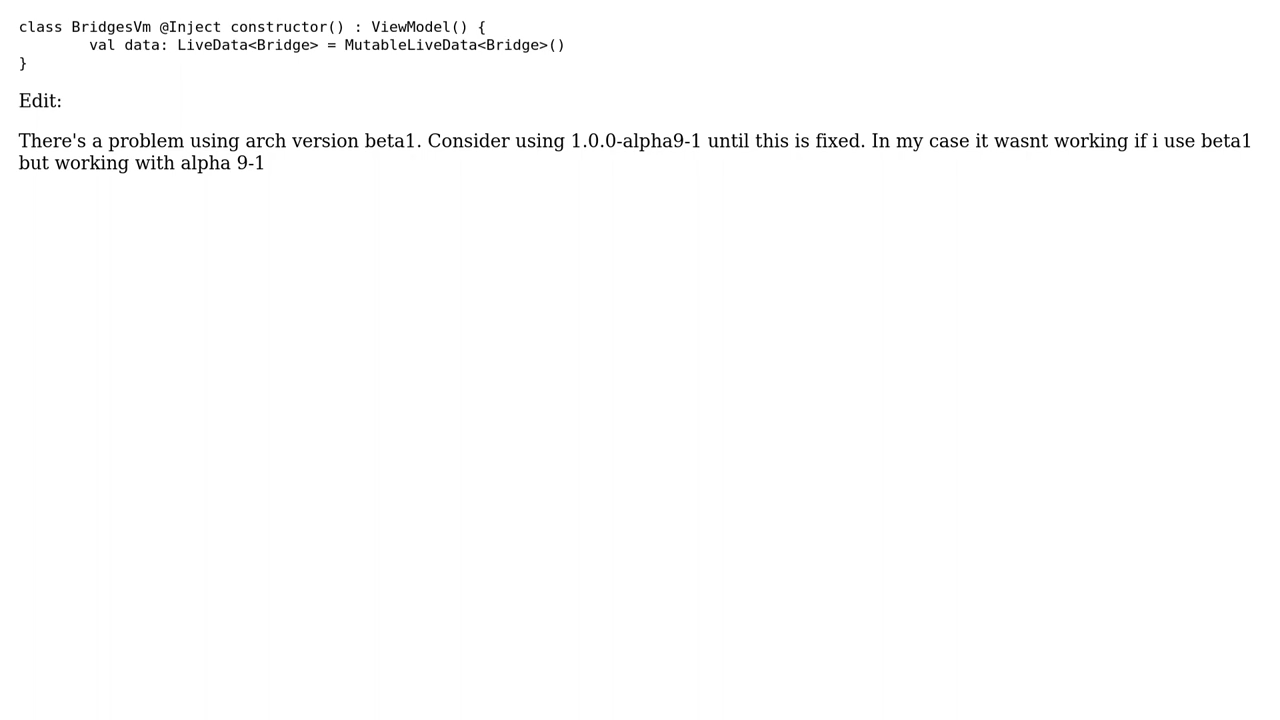 class BridgesVm @Inject constructor() : ViewModel() {
        val data: LiveData<Bridge> = MutableLiveData<Bridge>()
}
Edit:
There's a problem using arch version beta1. Consider using 1.0.0-alpha9-1 until this is fixed. In my case it wasnt working if i use beta1
but working with alpha 9-1